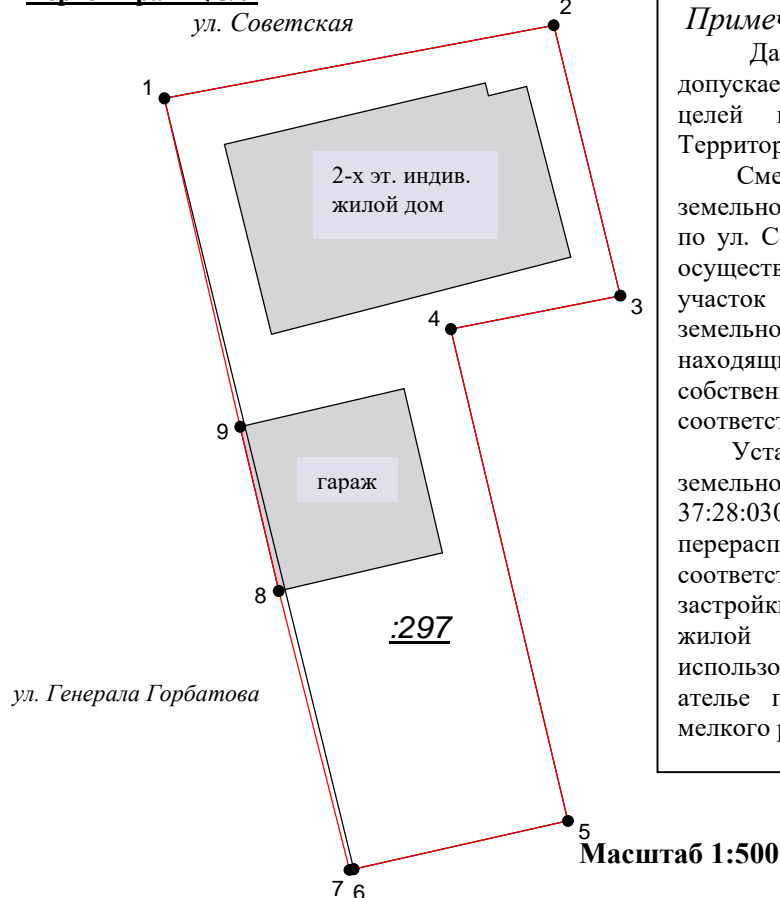 ул. Советская
2
1
2-х эт. индив.
жилой дом
3
4
9
гараж
8
:297
ул. Генерала Горбатова
5
Масштаб 1:500
7 6
Примеч
Да
допускае
целей
Территор
Сме
земельно
по ул. Со
осуществ
участок
земельно
находящи
собствен
соответст
Уста
земельно
37:28:030
перерасп
соответст
застройки
жилой
использо
ателье п
мелкого р